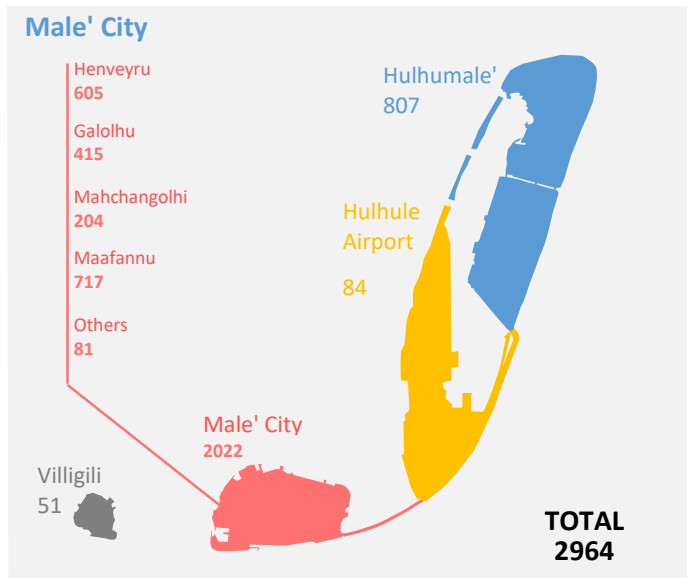 Male' City
Henveyru
605
Galolhu
415
Mahchangolhi
204
Maafannu
717
Others
81
Hulhumale'
807
Hulhule
Airport
84
Male' City
2022
Villigili
51
TOTAL
2964